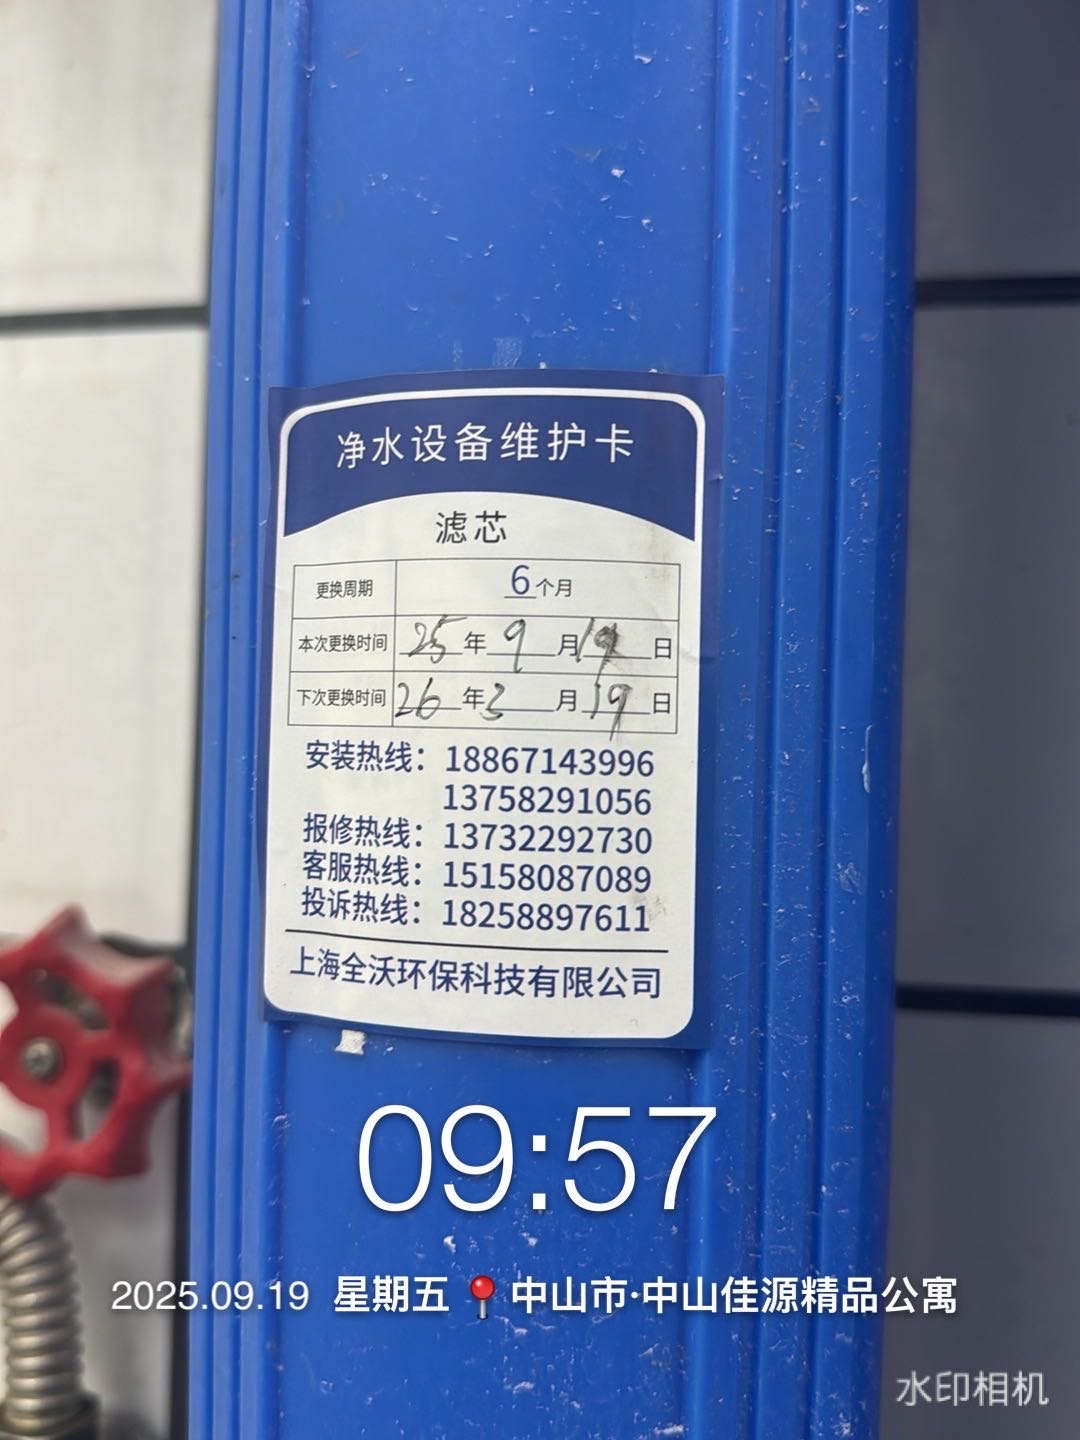 净水设备维护卡
滤芯
更换周期 6个月
本次更换时间 25年9月19日
下次更换时间 26年3月19日
安装热线：18867143996
13758291056
报修热线：13732292730
客服热线：15158087089
投诉热线：18258897611
上海全沃环保科技有限公司
09:57
2025.09.19 星期五 中山市·中山佳源精品公寓
水印相机